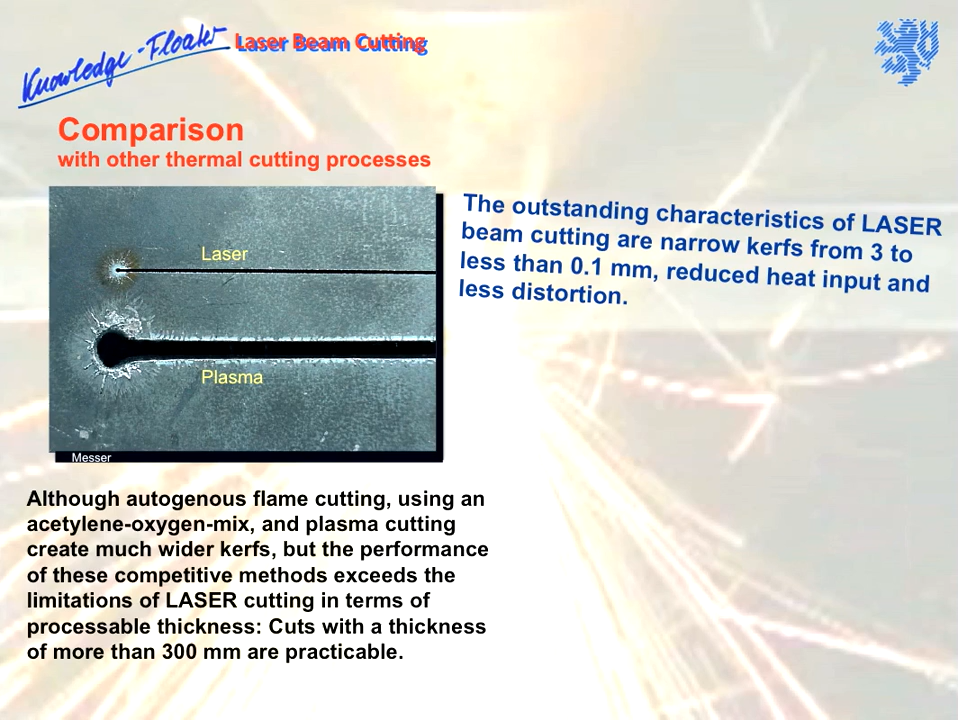 Knowledge-Floater Laser Beam Cutting
Comparison
with other thermal cutting processes
Laser
Plasma
Messer
The outstanding characteristics of LASER
beam cutting are narrow kerfs from 3 to
less than 0.1 mm, reduced heat input and
less distortion.
Although autogenous flame cutting, using an
acetylene-oxygen-mix, and plasma cutting
create much wider kerfs, but the performance
of these competitive methods exceeds the
limitations of LASER cutting in terms of
processable thickness: Cuts with a thickness
of more than 300 mm are practicable.